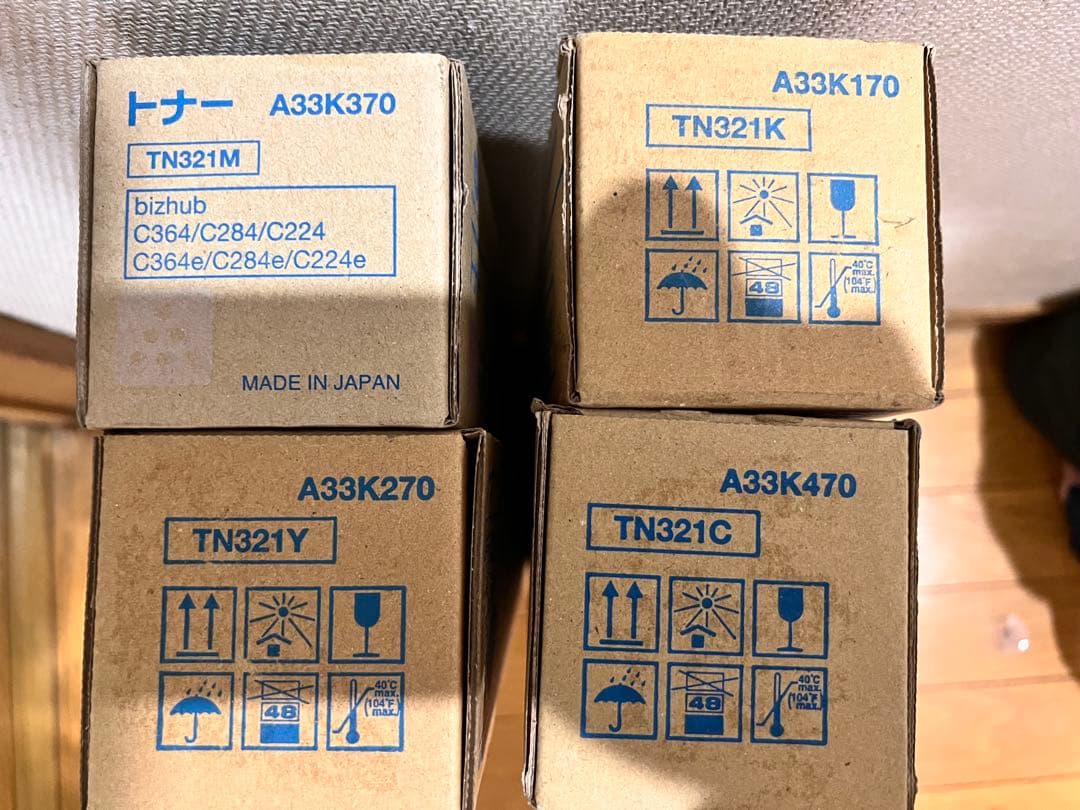 トナー A33K370
TN321M
bizhub
C364/C284/C224
C364e/C284e/C224e
MADE IN JAPAN
A33K170
TN321K
48
40°C
max.
104°F
max.
A33K270
TN321Y
48
40°C
max.
104°F
max.
A33K470
TN321C
48
40°C
max.
104°F
max.